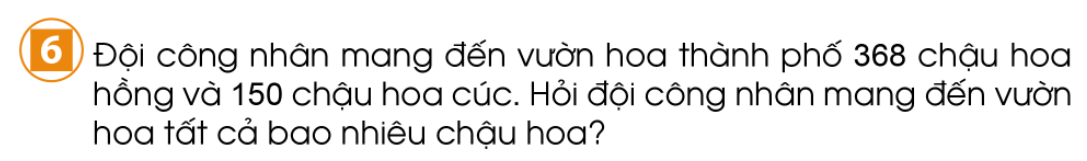 6 Đội công nhân mang đến vườn hoa thành phố 368 chậu hoa
hồng và 150 chậu hoa cúc. Hỏi đội công nhân mang đến vườn
hoa tất cả bao nhiêu chậu hoa?